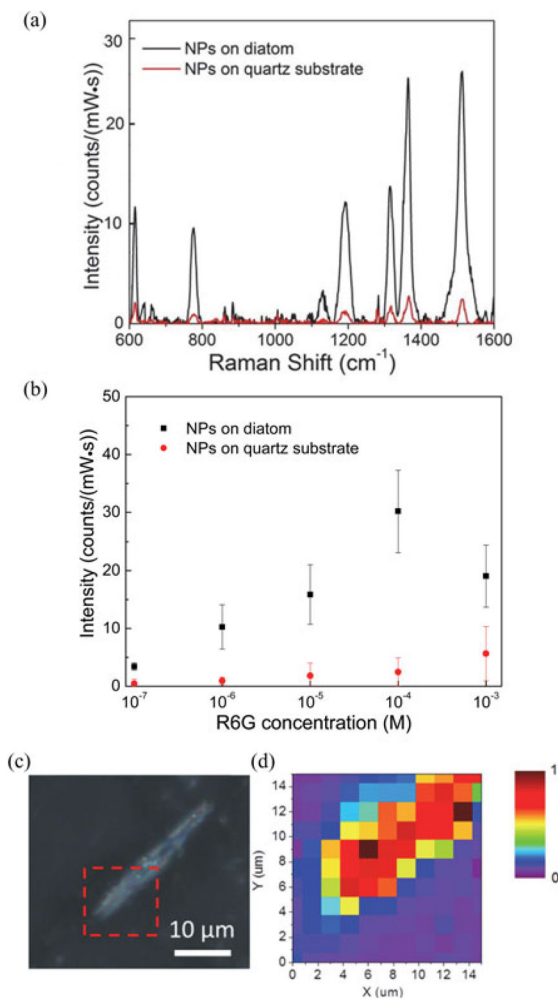 (a)
30
20
10
0
Intensity (counts/(mW•s))
NPs on diatom
NPs on quartz substrate
600 800 1000 1200 1400 1600
Raman Shift (cm⁻¹)
(b)
50
40
30
20
10
0
Intensity (counts/(mW•s))
NPs on diatom
NPs on quartz substrate
10⁻⁷ 10⁻⁶ 10⁻⁵ 10⁻⁴ 10⁻³
R6G concentration (M)
(c)
10 µm
(d)
14
12
10
8
6
4
2
0
Y (um)
0 2 4 6 8 10 12 14
X (um)
1
0